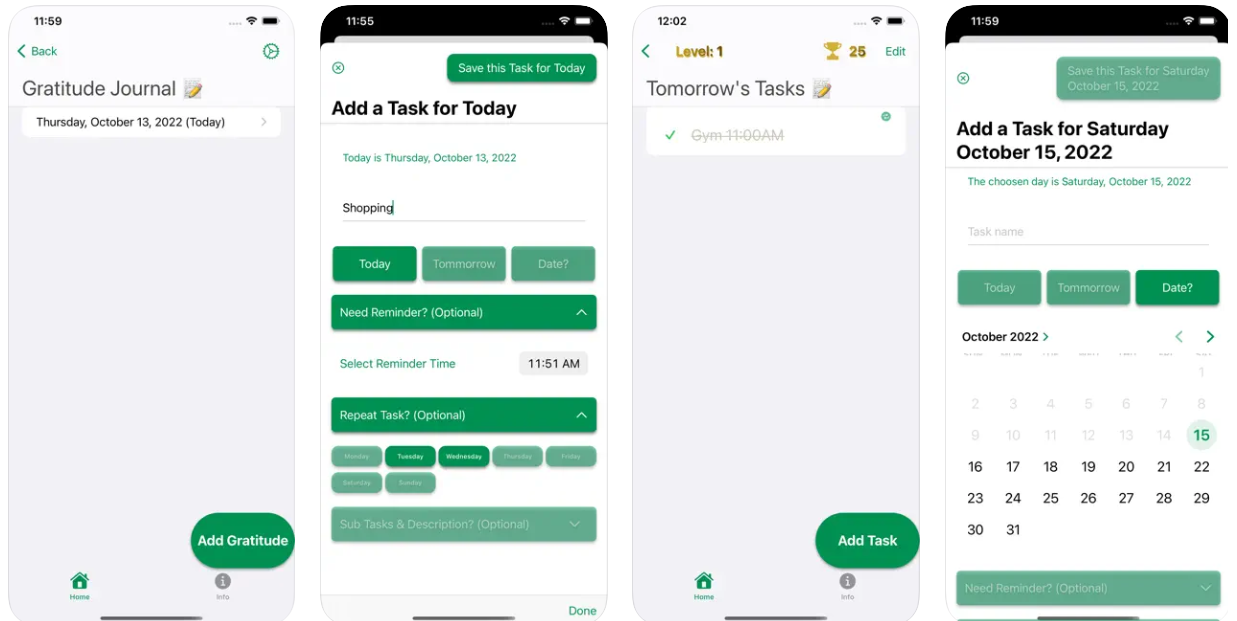 11:59
Back
Gratitude Journal
Thursday, October 13, 2022 (Today)
Add Gratitude
Home
Info
11:55
Save this Task for Today
Add a Task for Today
Today is Thursday, October 13, 2022
Shopping
Today
Tommorrow
Date?
Need Reminder? (Optional)
Select Reminder Time
11:51 AM
Repeat Task? (Optional)
Monday
Tuesday
Wednesday
Thursday
Friday
Saturday
Sunday
Sub Tasks & Description? (Optional)
Done
12:02
Level: 1
25
Edit
Tomorrow's Tasks
Gym 11:00AM
Add Task
Home
Info
11:59
Save this Task for Saturday
October 15, 2022
Add a Task for Saturday
October 15, 2022
The choosen day is Saturday, October 15, 2022
Task name
Today
Tommorrow
Date?
October 2022
1
2 3 4 5 6 7 8
9 10 11 12 13 14 15
16 17 18 19 20 21 22
23 24 25 26 27 28 29
30 31
Need Reminder? (Optional)